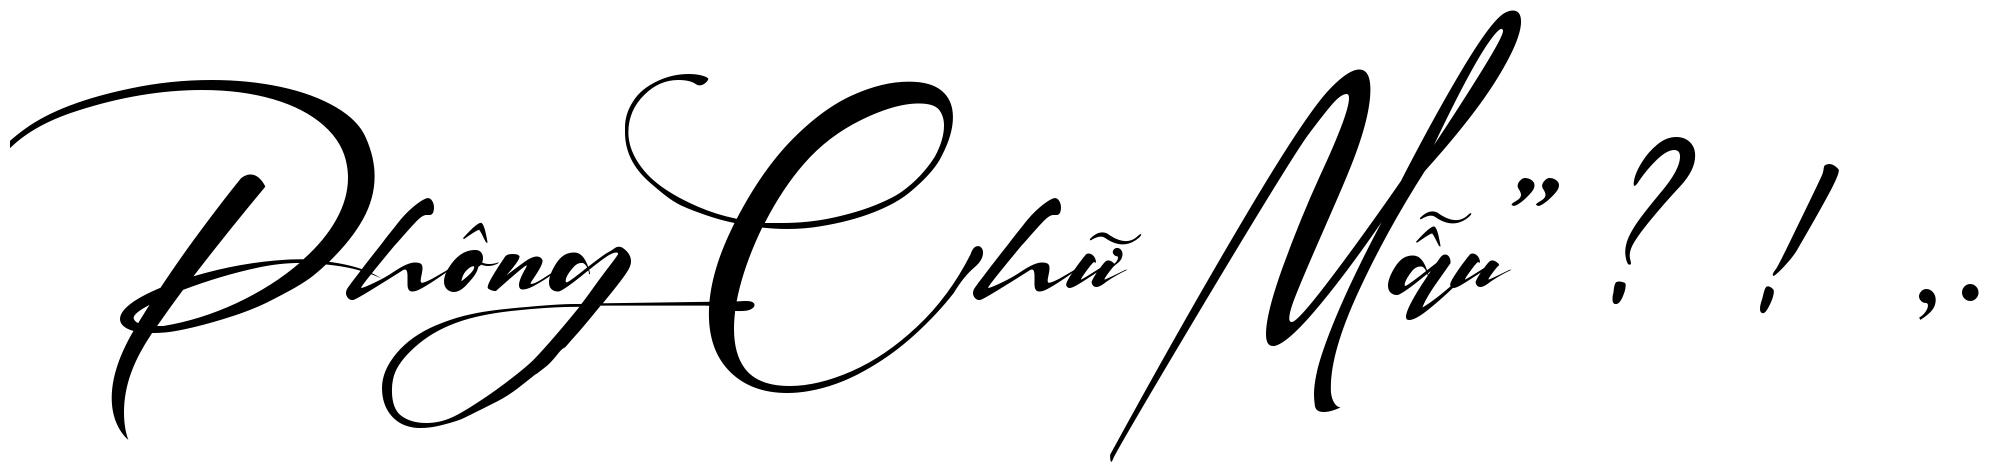 Phông Chữ Mẫu” ? ! , .